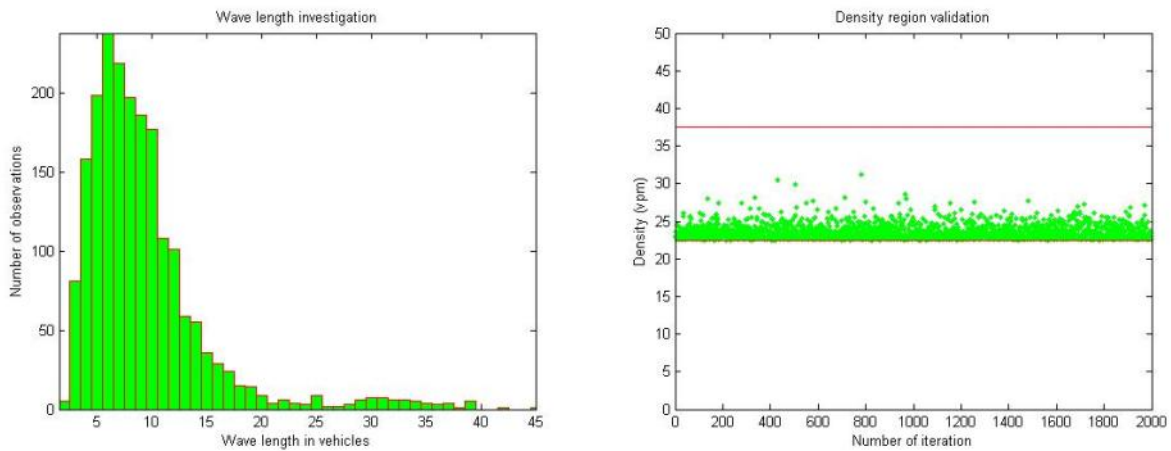 Wave length investigation
Number of observations
200
150
100
50
0
5 10 15 20 25 30 35 40 45
Wave length in vehicles
Density region validation
Density (vpm)
50
45
40
35
30
25
20
15
10
5
0
0 200 400 600 800 1000 1200 1400 1600 1800 2000
Number of iteration